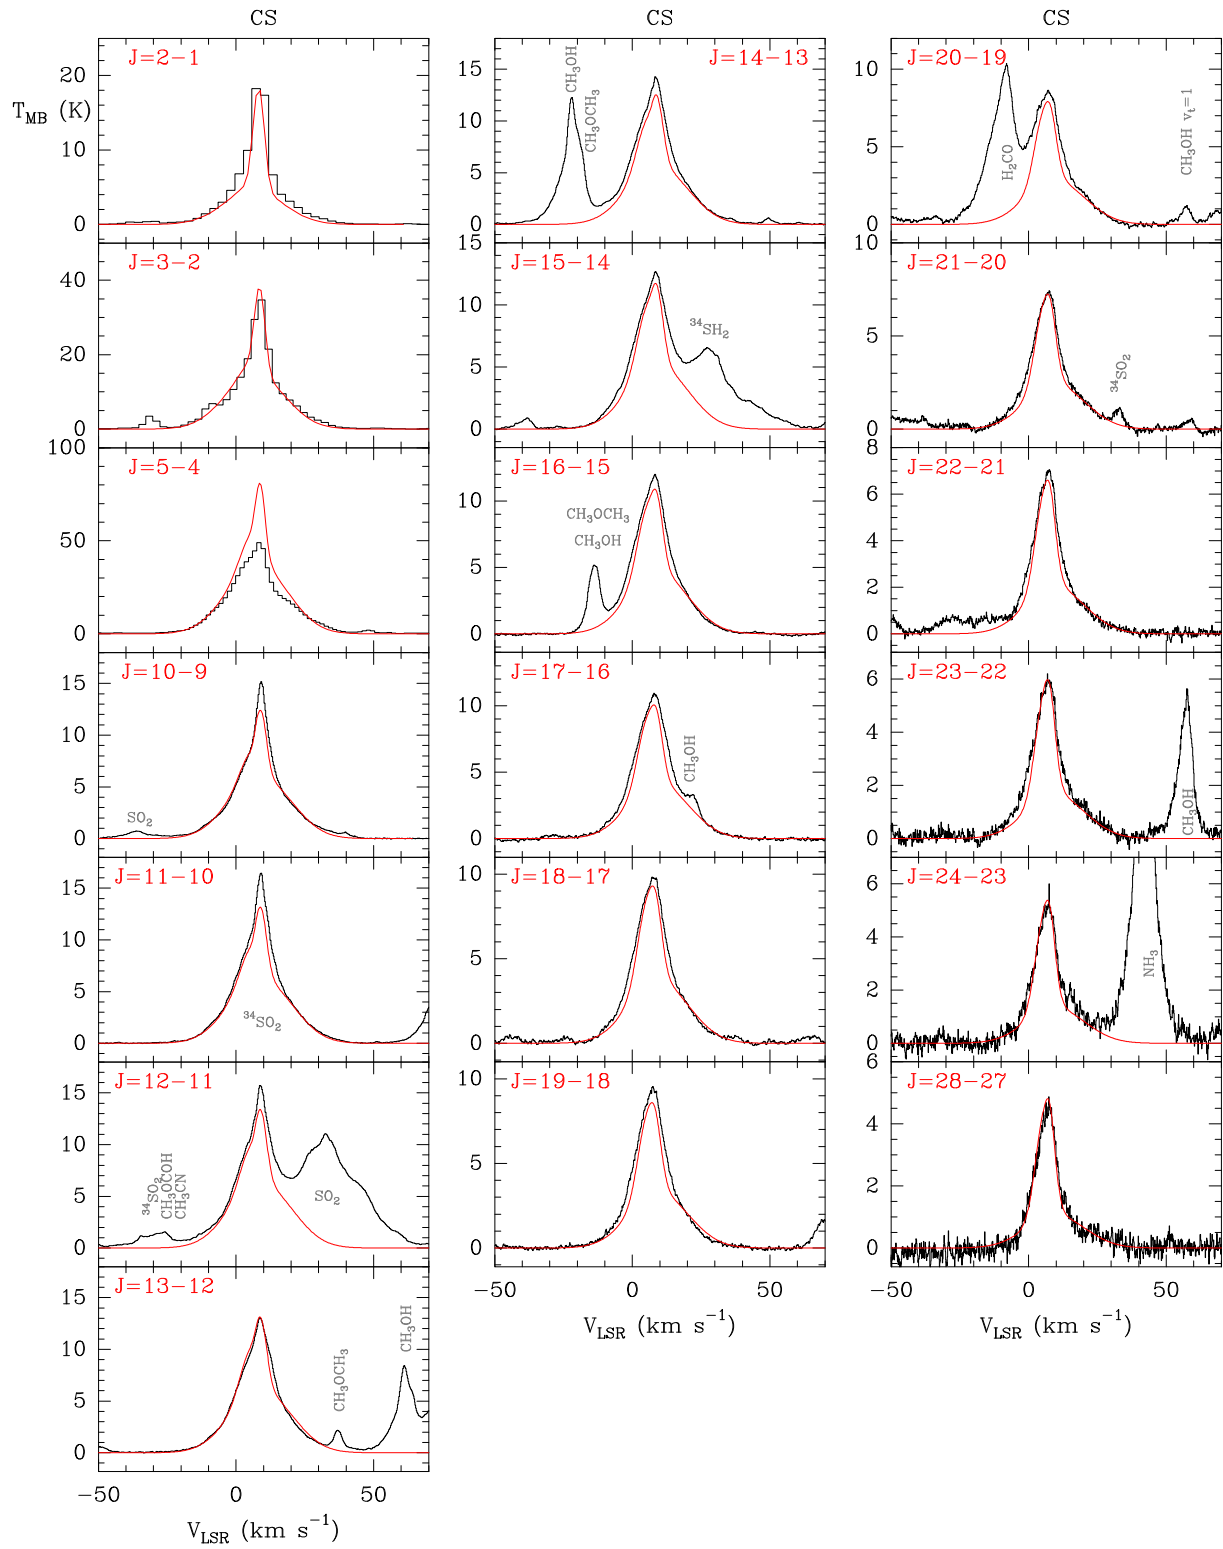 CS
J=2−1
20
T_MB (K)
10
0
J=3−2
40
20
0
100
J=5−4
50
0
J=10−9
15
10
5
SO₂
0
J=11−10
15
10
5
³⁴SO₂
0
J=12−11
15
10
5
³⁴SO₂
CH₃OCOH
CH₃CN
SO₂
0
J=13−12
15
10
5
0
CH₃OCH₃
CH₃OH
−50 0 50
V_LSR (km s⁻¹)
CS
J=14−13
15
10
5
0
CH₃OH
CH₃OCH₃
15
J=15−14
10
5
0
³⁴SH₂
J=16−15
10
CH₃OCH₃
CH₃OH
5
0
J=17−16
10
5
0
CH₃OH
J=18−17
10
5
0
J=19−18
10
5
0
−50 0 50
V_LSR (km s⁻¹)
CS
J=20−19
10
5
0
H₂CO
CH₃OH v_t=1
10
J=21−20
5
0
³⁴SO₂
8
J=22−21
6
4
2
0
J=23−22
6
4
2
0
CH₃OH
J=24−23
6
4
2
0
NH₃
6
J=28−27
4
2
0
−50 0 50
V_LSR (km s⁻¹)